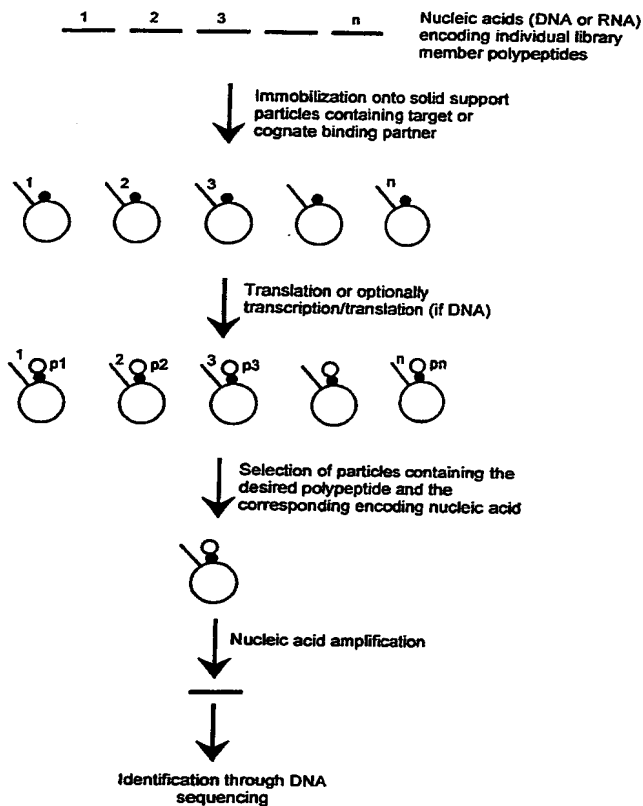 1 2 3 n
Nucleic acids (DNA or RNA)
encoding individual library
member polypeptides
Immobilization onto solid support
particles containing target or
cognate binding partner
1 2 3 n
Translation or optionally
transcription/translation (if DNA)
1 p1 2 p2 3 p3 n pn
Selection of particles containing the
desired polypeptide and the
corresponding encoding nucleic acid
Nucleic acid amplification
Identification through DNA
sequencing